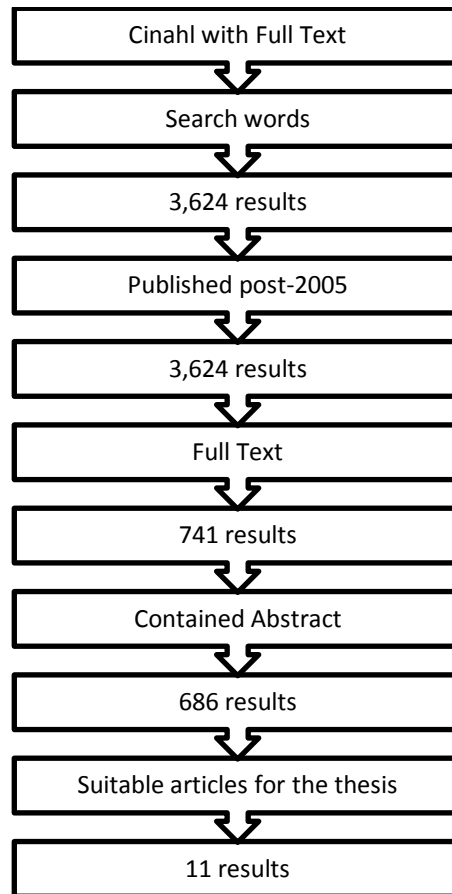 Cinahl with Full Text
Search words
3,624 results
Published post-2005
3,624 results
Full Text
741 results
Contained Abstract
686 results
Suitable articles for the thesis
11 results